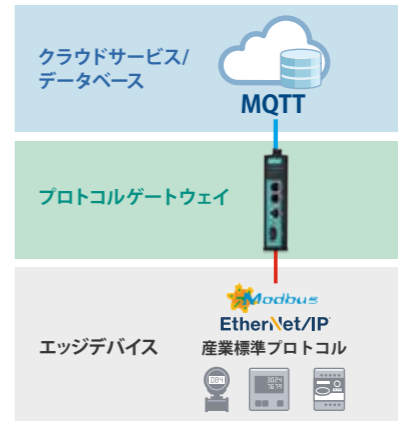 クラウドサービス/
データベース
MQTT
プロトコルゲートウェイ
Modbus
EtherNet/IP
エッジデバイス
産業標準プロトコル